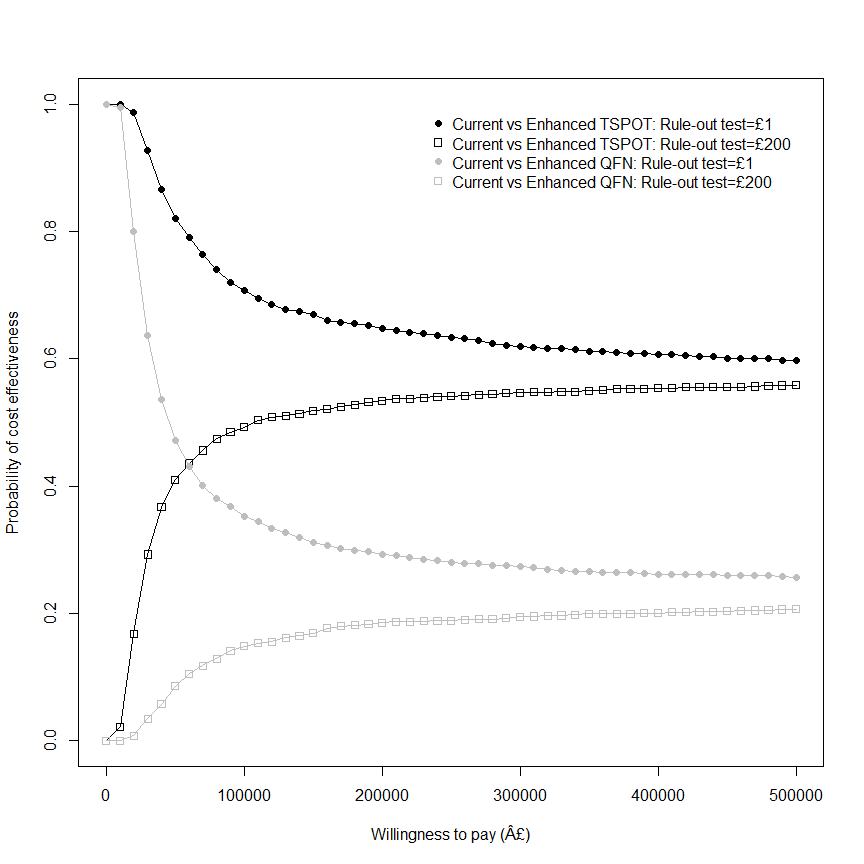 Current vs Enhanced TSPOT: Rule-out test=£1
Current vs Enhanced TSPOT: Rule-out test=£200
Current vs Enhanced QFN: Rule-out test=£1
Current vs Enhanced QFN: Rule-out test=£200
Probability of cost effectiveness
1.0
0.8
0.6
0.4
0.2
0.0
0 100000 200000 300000 400000 500000
Willingness to pay (Â£)